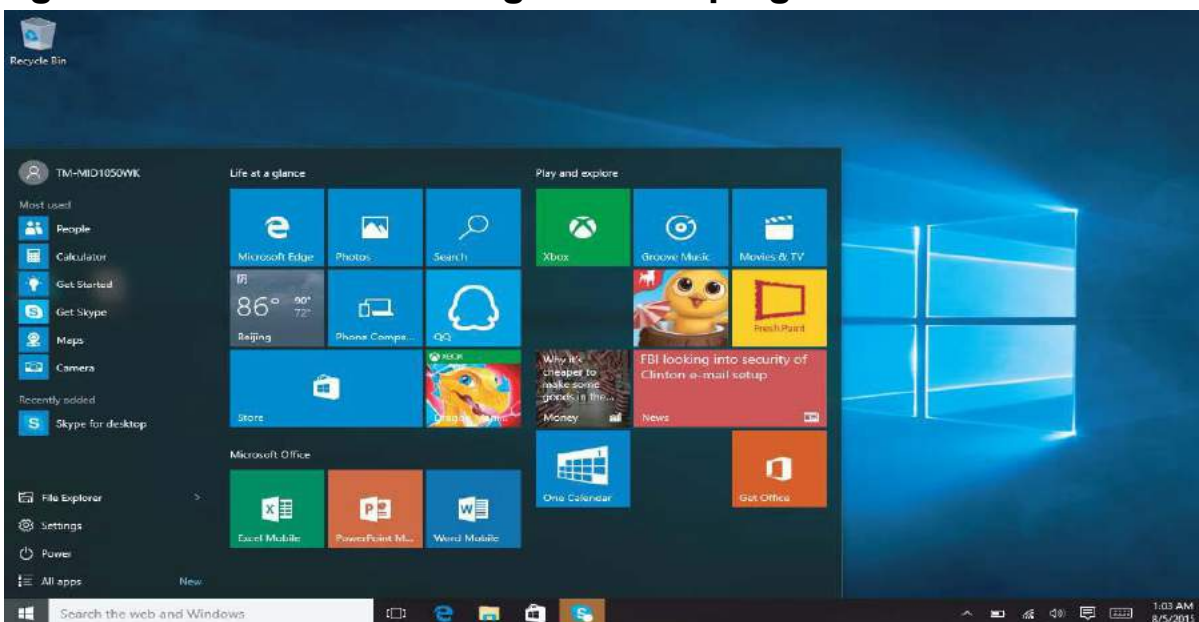 Recycle Bin
TM-MID1050WK
Most used
People
Calculator
Get Started
Get Skype
Maps
Camera
Recently added
Skype for desktop
File Explorer >
Settings
Power
All apps New
Life at a glance
Microsoft Edge
Photos
Search
86° 90°
72°
Beijing
Phone Compa...
QQ
Store
XBOX
Microsoft Office
Excel Mobile
PowerPoint M...
Word Mobile
Play and explore
Xbox
Groove Music
Movies & TV
Fresh Paint
Why it's
cheaper to
make some
goods in the...
Money
FBI looking into security of
Clinton e-mail setup
News
One Calendar
Get Office
Search the web and Windows
1:03 AM
8/5/2015